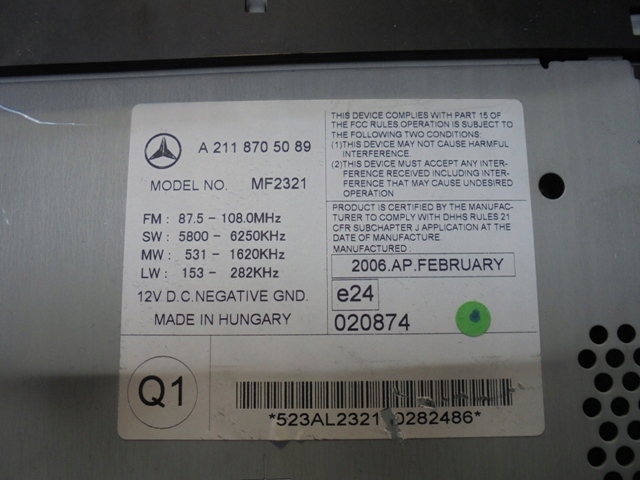 A 211 870 50 89
MODEL NO. MF2321
FM : 87.5 - 108.0MHz
SW : 5800 - 6250KHz
MW : 531 - 1620KHz
LW : 153 - 282KHz
12V D.C.NEGATIVE GND.
MADE IN HUNGARY
THIS DEVICE COMPLIES WITH PART 15 OF
THE FCC RULES OPERATION IS SUBJECT TO
THE FOLLOWING TWO CONDITIONS:
(1)THIS DEVICE MAY NOT CAUSE HARMFUL
INTERFERENCE.
(2)THIS DEVICE MUST ACCEPT ANY INTER-
FERENCE RECEIVED INCLUDING INTER-
FERENCE THAT MAY CAUSE UNDESIRED
OPERATION
PRODUCT IS CERTIFIED BY THE MANUFAC-
TURER TO COMPLY WITH DHHS RULES 21
CFR SUBCHAPTER J APPLICATION AT THE
DATE OF MANUFACTURE.
MANUFACTURED :
2006.AP.FEBRUARY
e24
020874
Q1
*523AL2321 0282486*